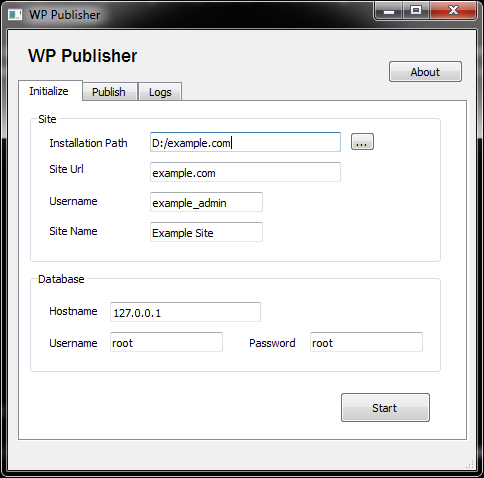 WP Publisher
WP Publisher
About
Initialize Publish Logs
Site
Installation Path D:/example.com ...
Site Url example.com
Username example_admin
Site Name Example Site
Database
Hostname 127.0.0.1
Username root Password root
Start